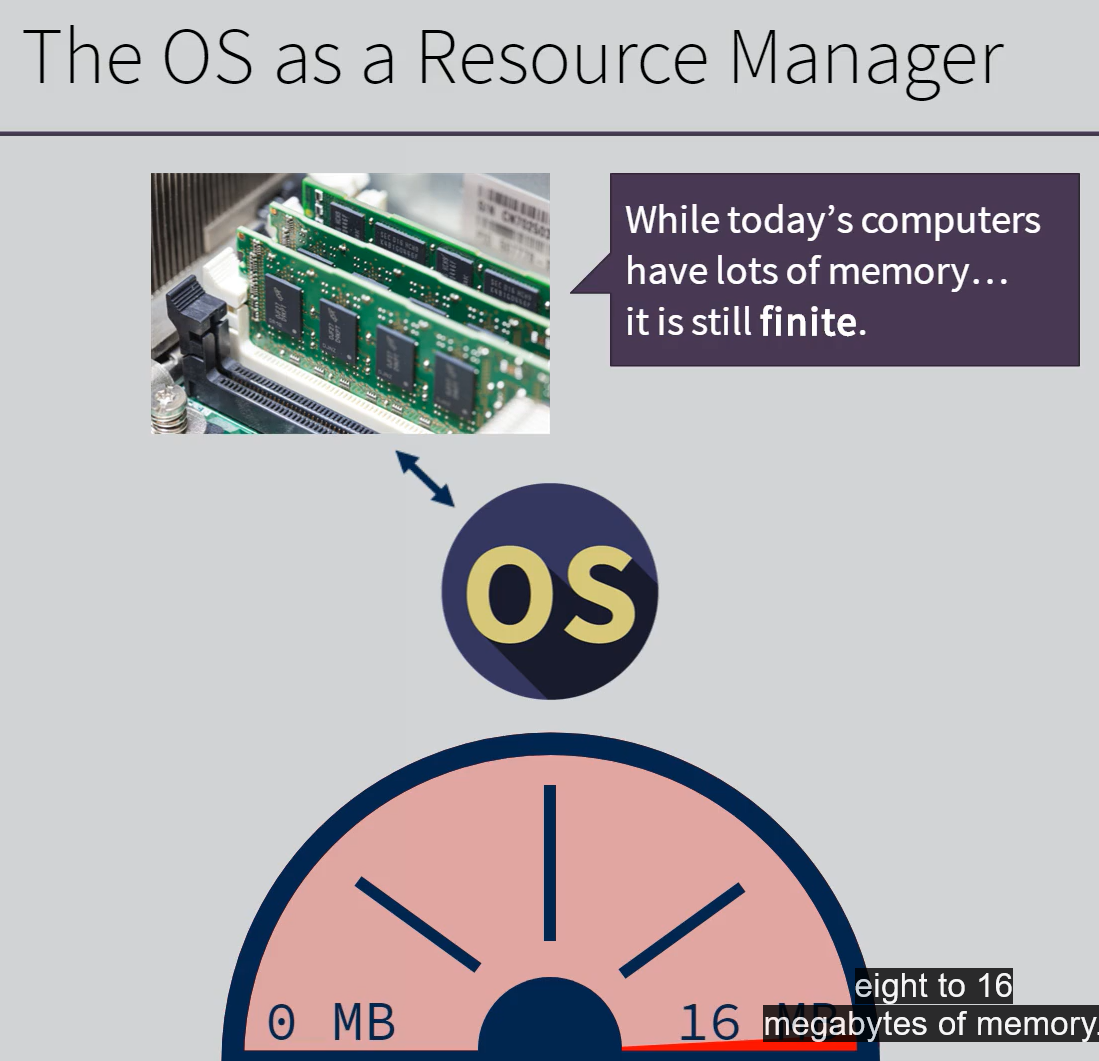 The OS as a Resource Manager
While today’s computers
have lots of memory…
it is still finite.
OS
0 MB
16 MB
eight to 16
megabytes of memory.